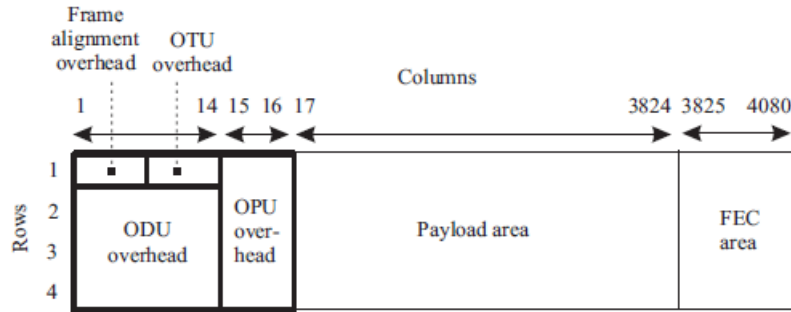 Frame
alignment
overhead
OTU
overhead
Columns
1 14 15 16 17 3824 3825 4080
Rows
1
2
3
4
ODU
overhead
OPU
over-
head
Payload area
FEC
area